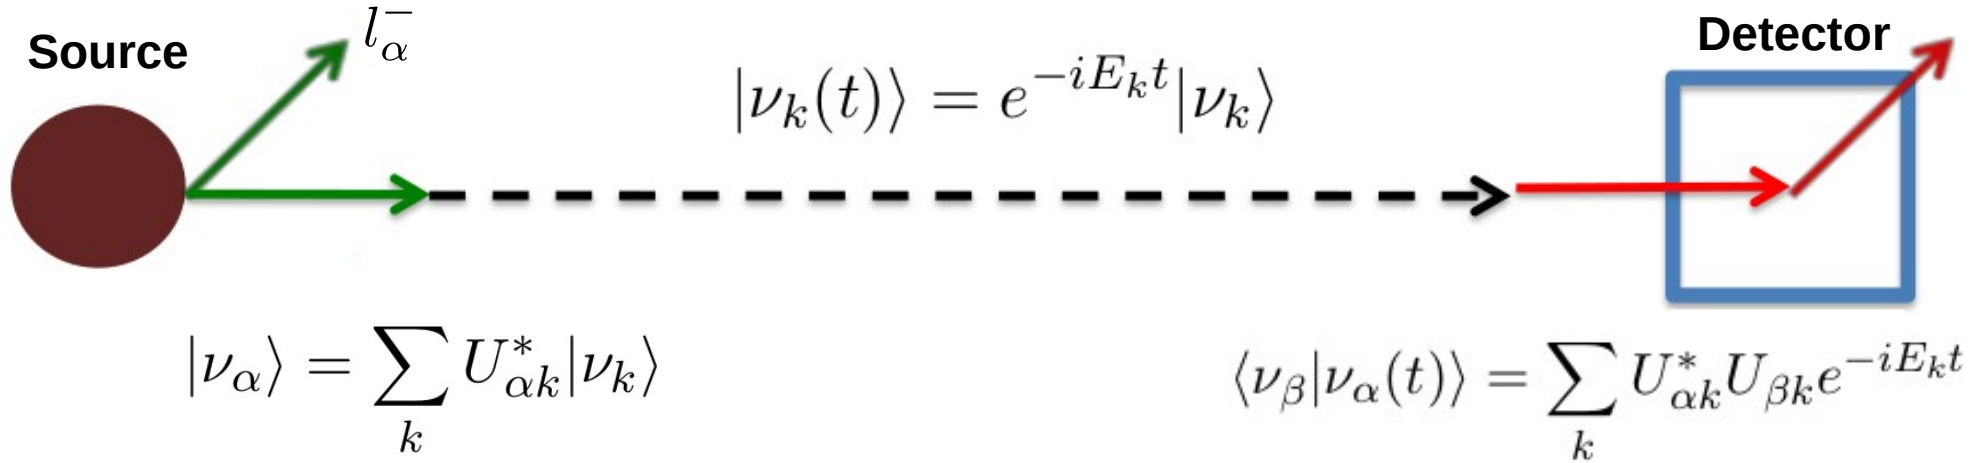 Source
l_α^-
Detector
|ν_k(t)⟩ = e^{-iE_k t}|ν_k⟩
|ν_α⟩ = ∑_k U^*_{αk}|ν_k⟩
⟨ν_β|ν_α(t)⟩ = ∑_k U^*_{αk}U_{βk}e^{-iE_k t}